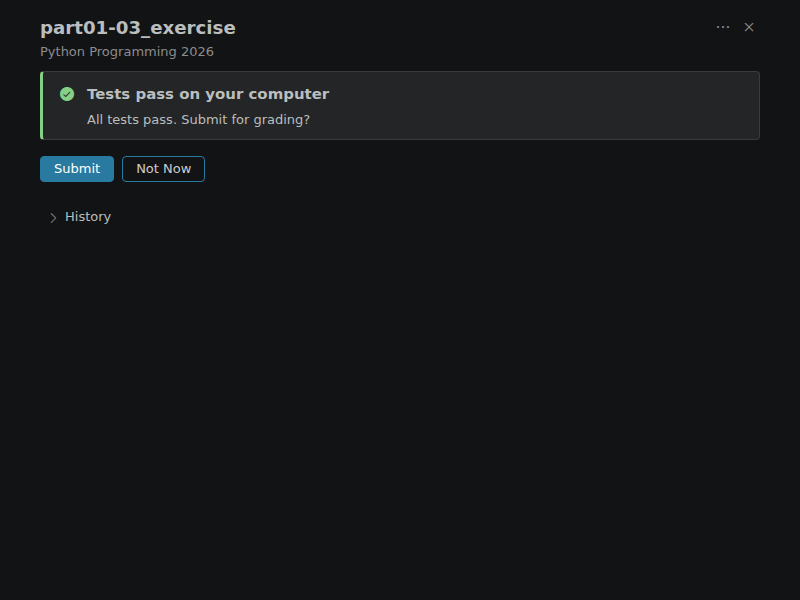 part01-03_exercise
Python Programming 2026
Tests pass on your computer
All tests pass. Submit for grading?
Submit
Not Now
History